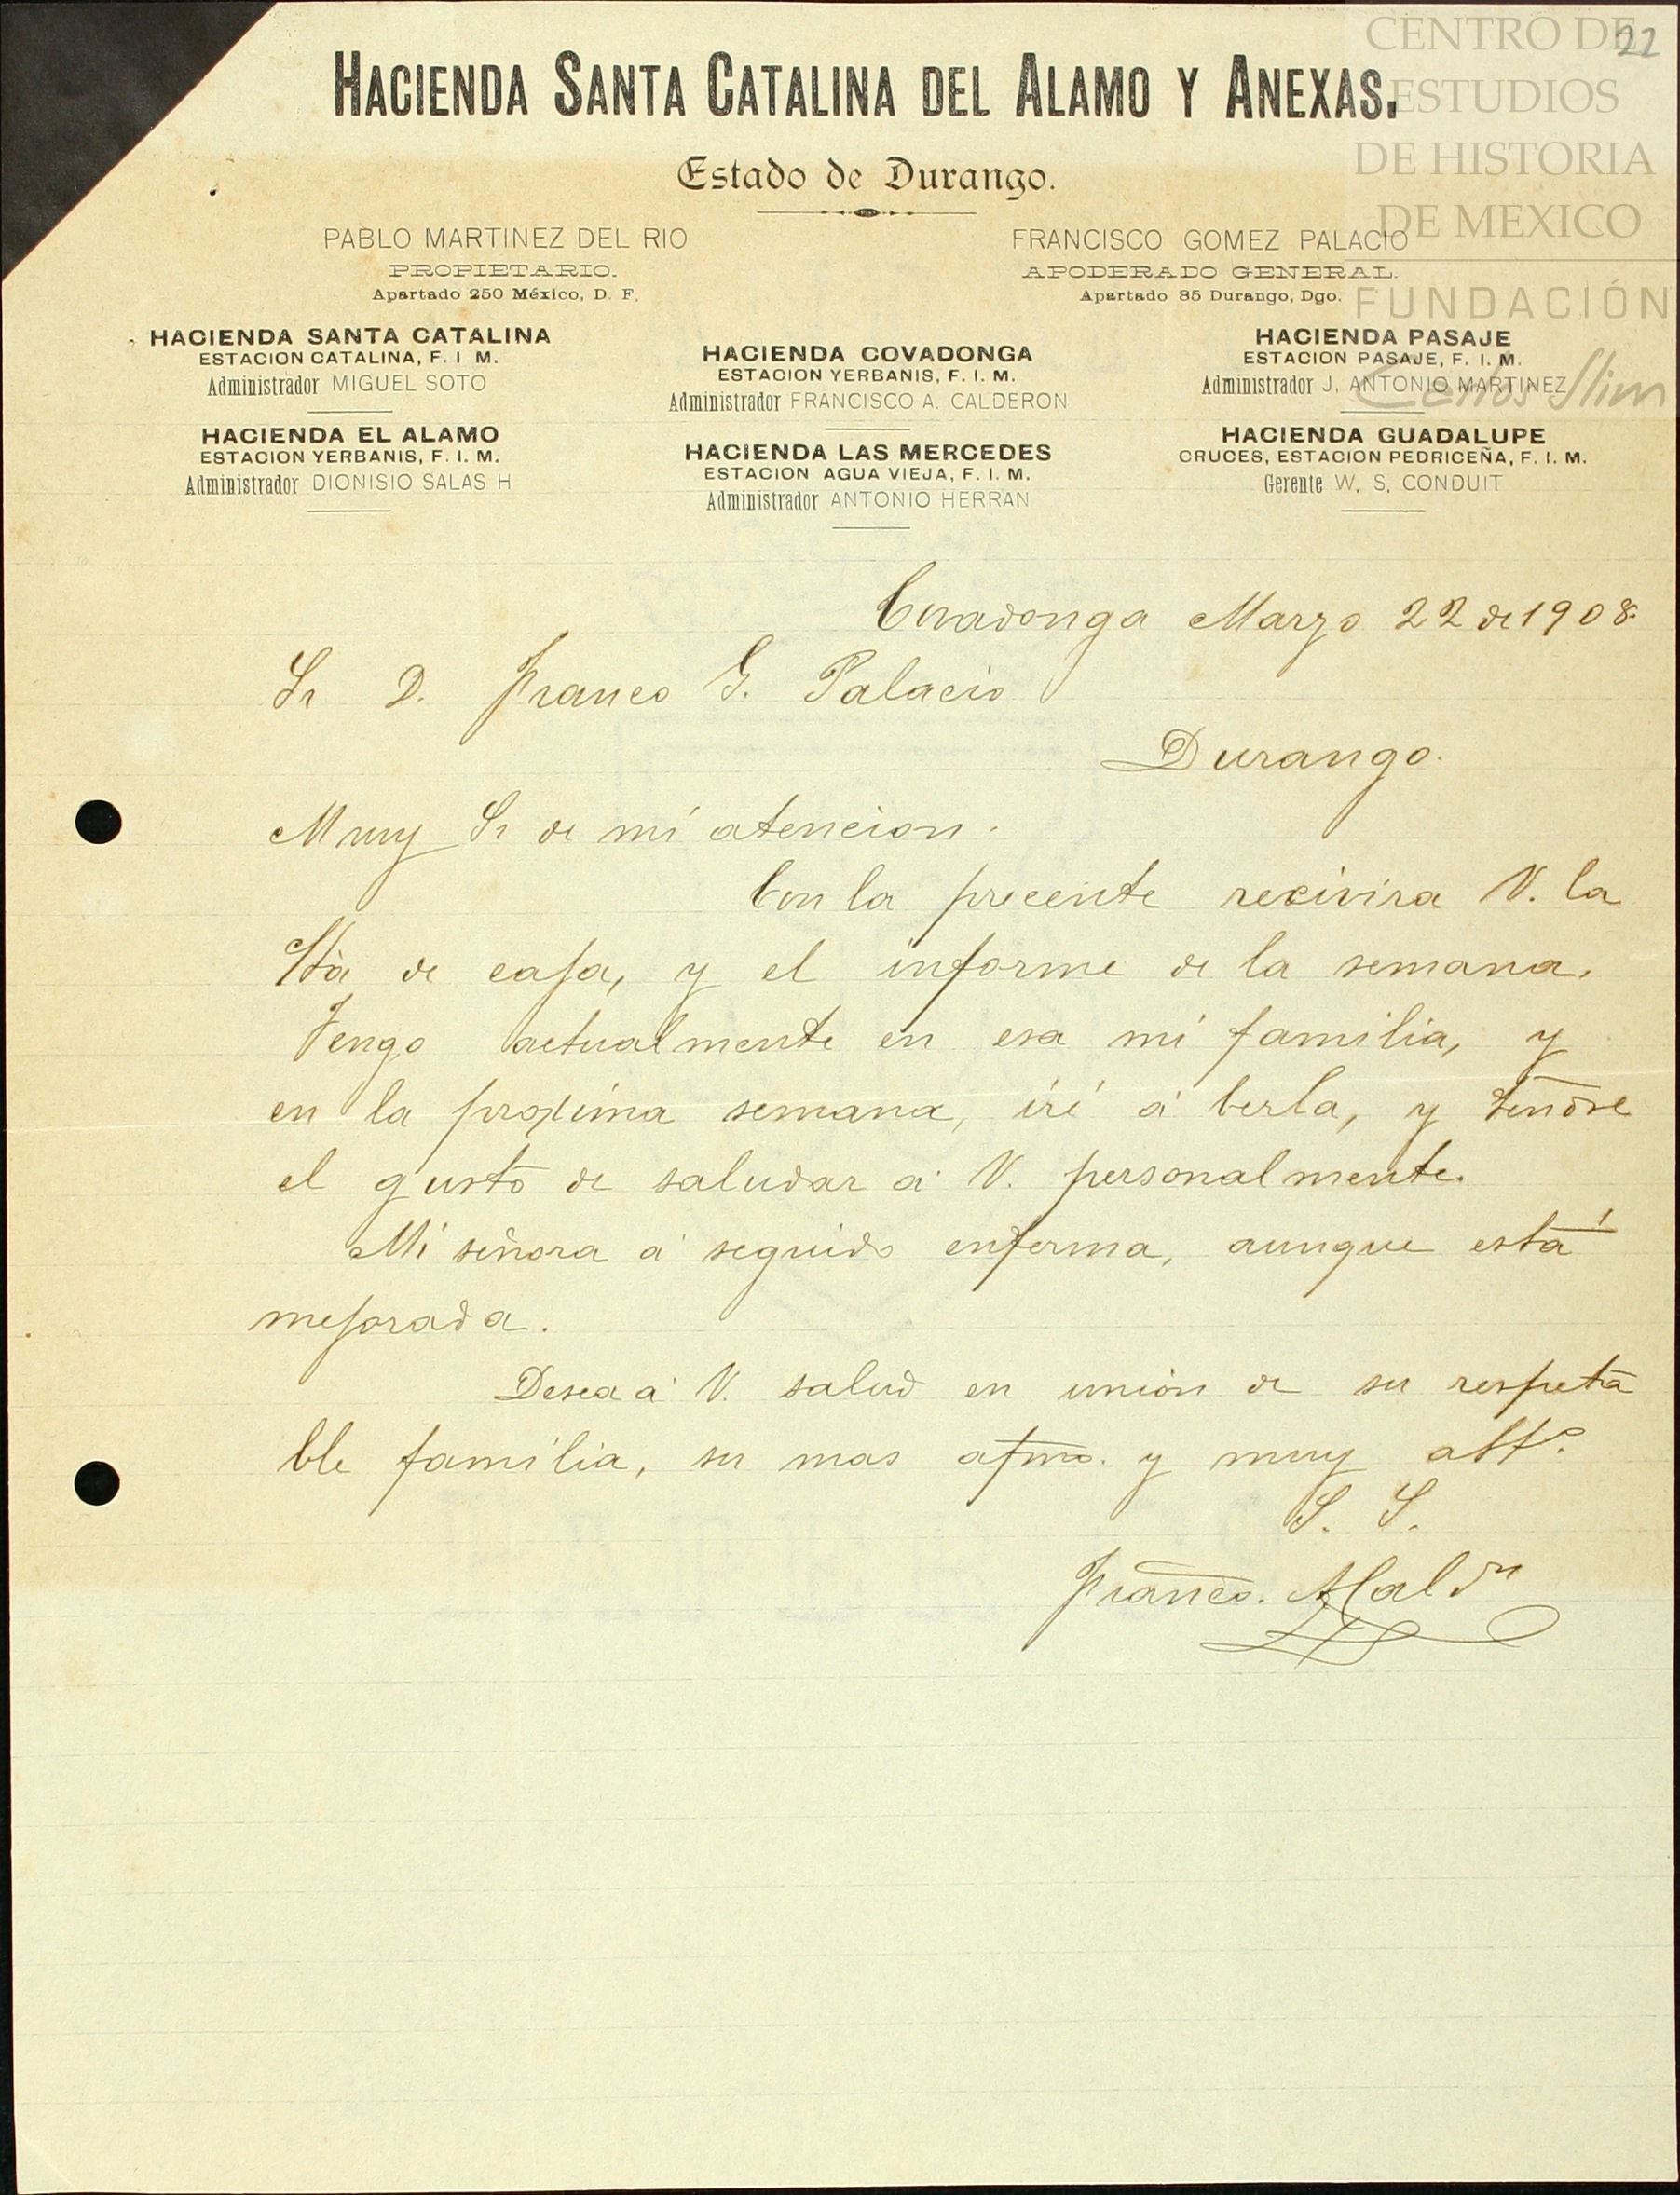 22
CENTRO DE
ESTUDIOS
DE HISTORIA
DE MEXICO
FUNDACIÓN
Carlos Slim
HACIENDA SANTA CATALINA DEL ALAMO Y ANEXAS.
Estado de Durango.
PABLO MARTINEZ DEL RIO
PROPIETARIO.
Apartado 250 México, D. F.
FRANCISCO GOMEZ PALACIO
APODERADO GENERAL.
Apartado 85 Durango, Dgo.
HACIENDA SANTA CATALINA
ESTACION CATALINA, F. I M.
Administrador MIGUEL SOTO
HACIENDA EL ALAMO
ESTACION YERBANIS, F. I. M.
Administrador DIONISIO SALAS H
HACIENDA COVADONGA
ESTACION YERBANIS, F. I. M.
Administrador FRANCISCO A. CALDERON
HACIENDA LAS MERCEDES
ESTACION AGUA VIEJA, F. I. M.
Administrador ANTONIO HERRAN
HACIENDA PASAJE
ESTACION PASAJE, F. I. M.
Administrador J. ANTONIO MARTINEZ
HACIENDA GUADALUPE
CRUCES, ESTACION PEDRICEÑA, F. I. M.
Gerente W. S. CONDUIT
Covadonga Marzo 22 de 1908
Sr D. Franco G. Palacio
Durango.
Muy Sr de mi atencion.
Con la precente recivira V. la
de caja, y el informe de la semana.
Tengo actualmente en esa mi familia, y
en la proxima semana, iré á berla, y tendre
el gusto de saludar á V. personalmente.
Mi señora á seguido enferma, aunque está
mejorada.
Desea á V. salud en unión de su respeta
ble familia, su mas afmo. y muy atto.
S. S.
Franco.